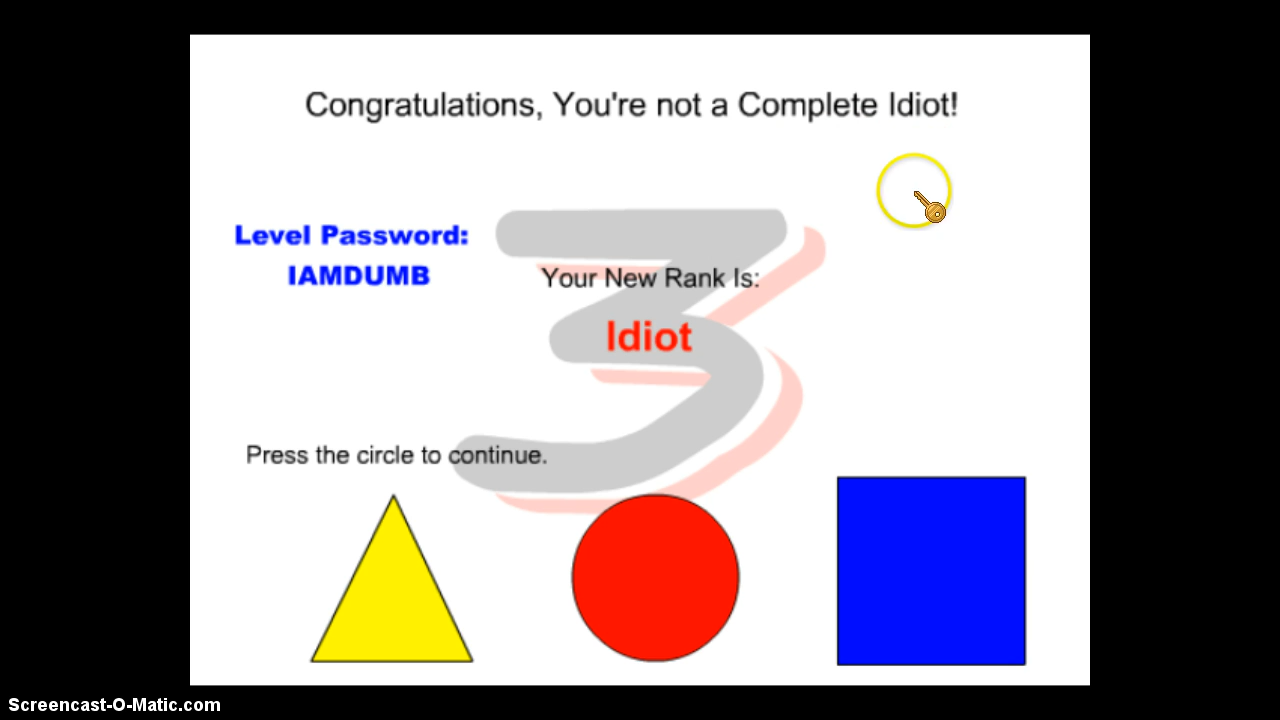 Congratulations, You're not a Complete Idiot!
Level Password:
IAMDUMB
3
Your New Rank Is:
Idiot
Press the circle to continue.
Screencast-O-Matic.com